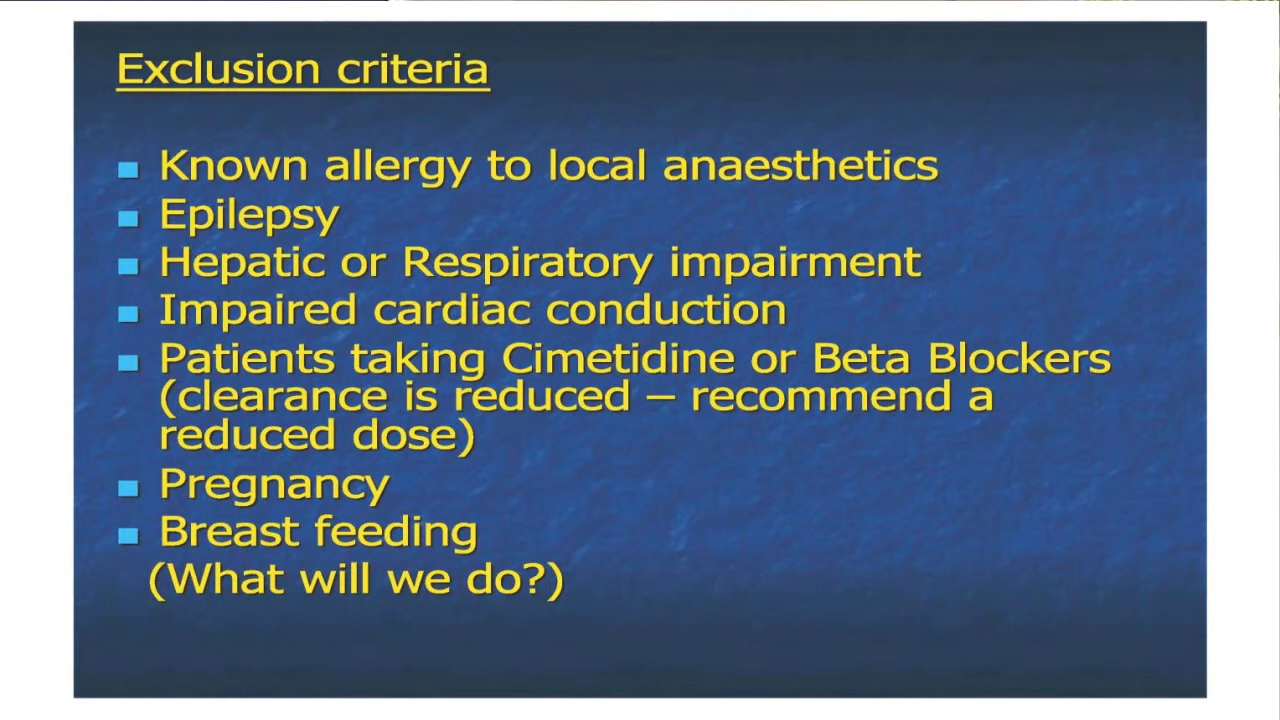 Exclusion criteria
Known allergy to local anaesthetics
Epilepsy
Hepatic or Respiratory impairment
Impaired cardiac conduction
Patients taking Cimetidine or Beta Blockers
(clearance is reduced – recommend a
reduced dose)
Pregnancy
Breast feeding
(What will we do?)